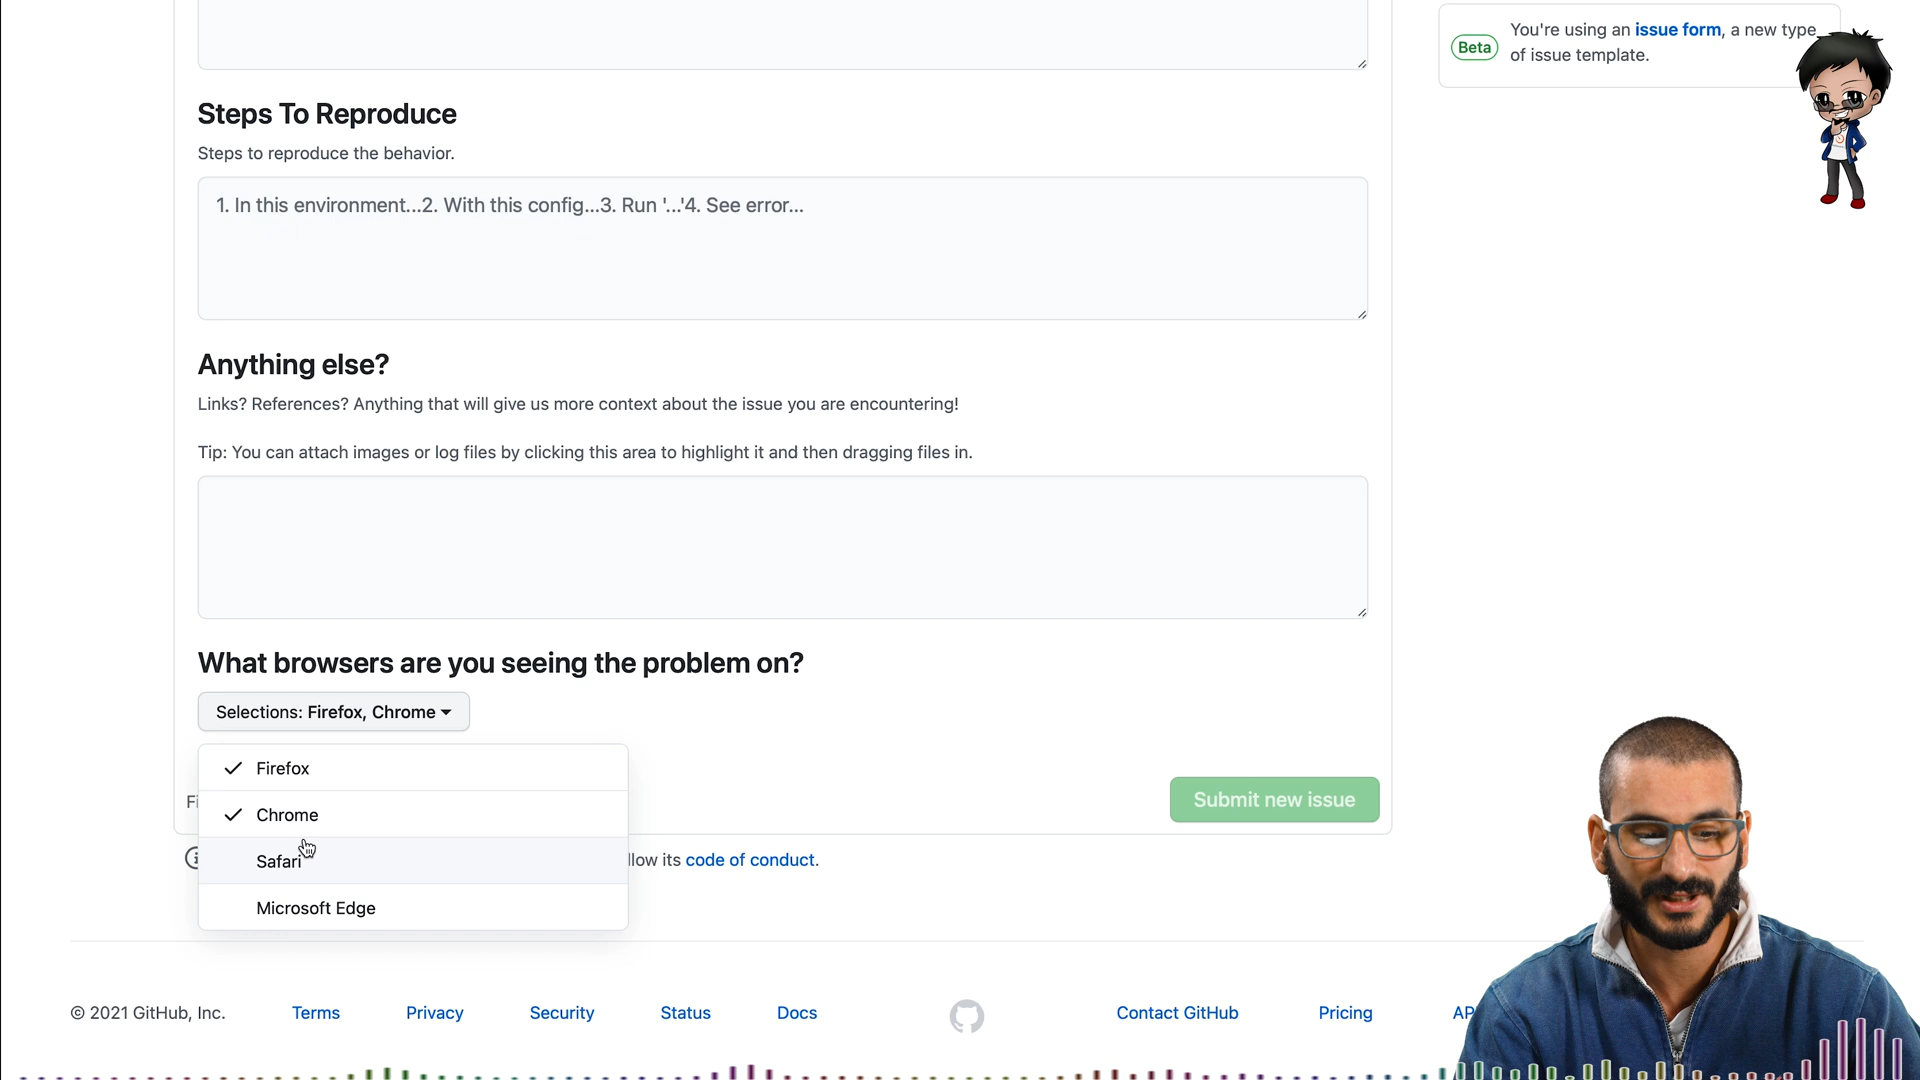 You're using an issue form, a new type
Beta
of issue template.
Steps To Reproduce
Steps to reproduce the behavior.
1. In this environment...2. With this config...3. Run '...'4. See error...
Anything else?
Links? References? Anything that will give us more context about the issue you are encountering!
Tip: You can attach images or log files by clicking this area to highlight it and then dragging files in.
What browsers are you seeing the problem on?
Selections: Firefox, Chrome
Firefox
Chrome
Submit new issue
Safari
llow its code of conduct.
Microsoft Edge
© 2021 GitHub, Inc. Terms Privacy Security Status Docs Contact GitHub Pricing AP